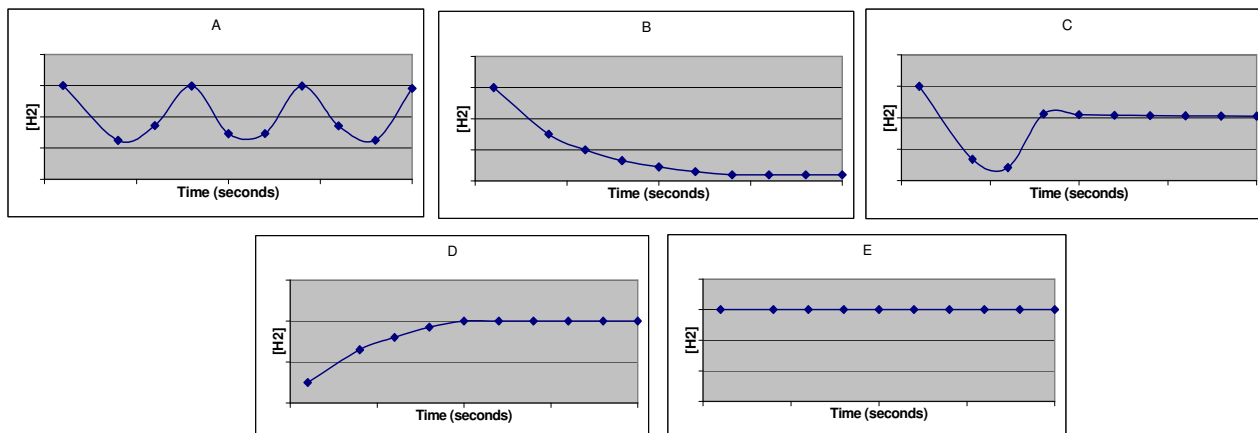 A
[H2]
Time (seconds)
B
[H2]
Time (seconds)
C
[H2]
Time (seconds)
D
[H2]
Time (seconds)
E
[H2]
Time (seconds)